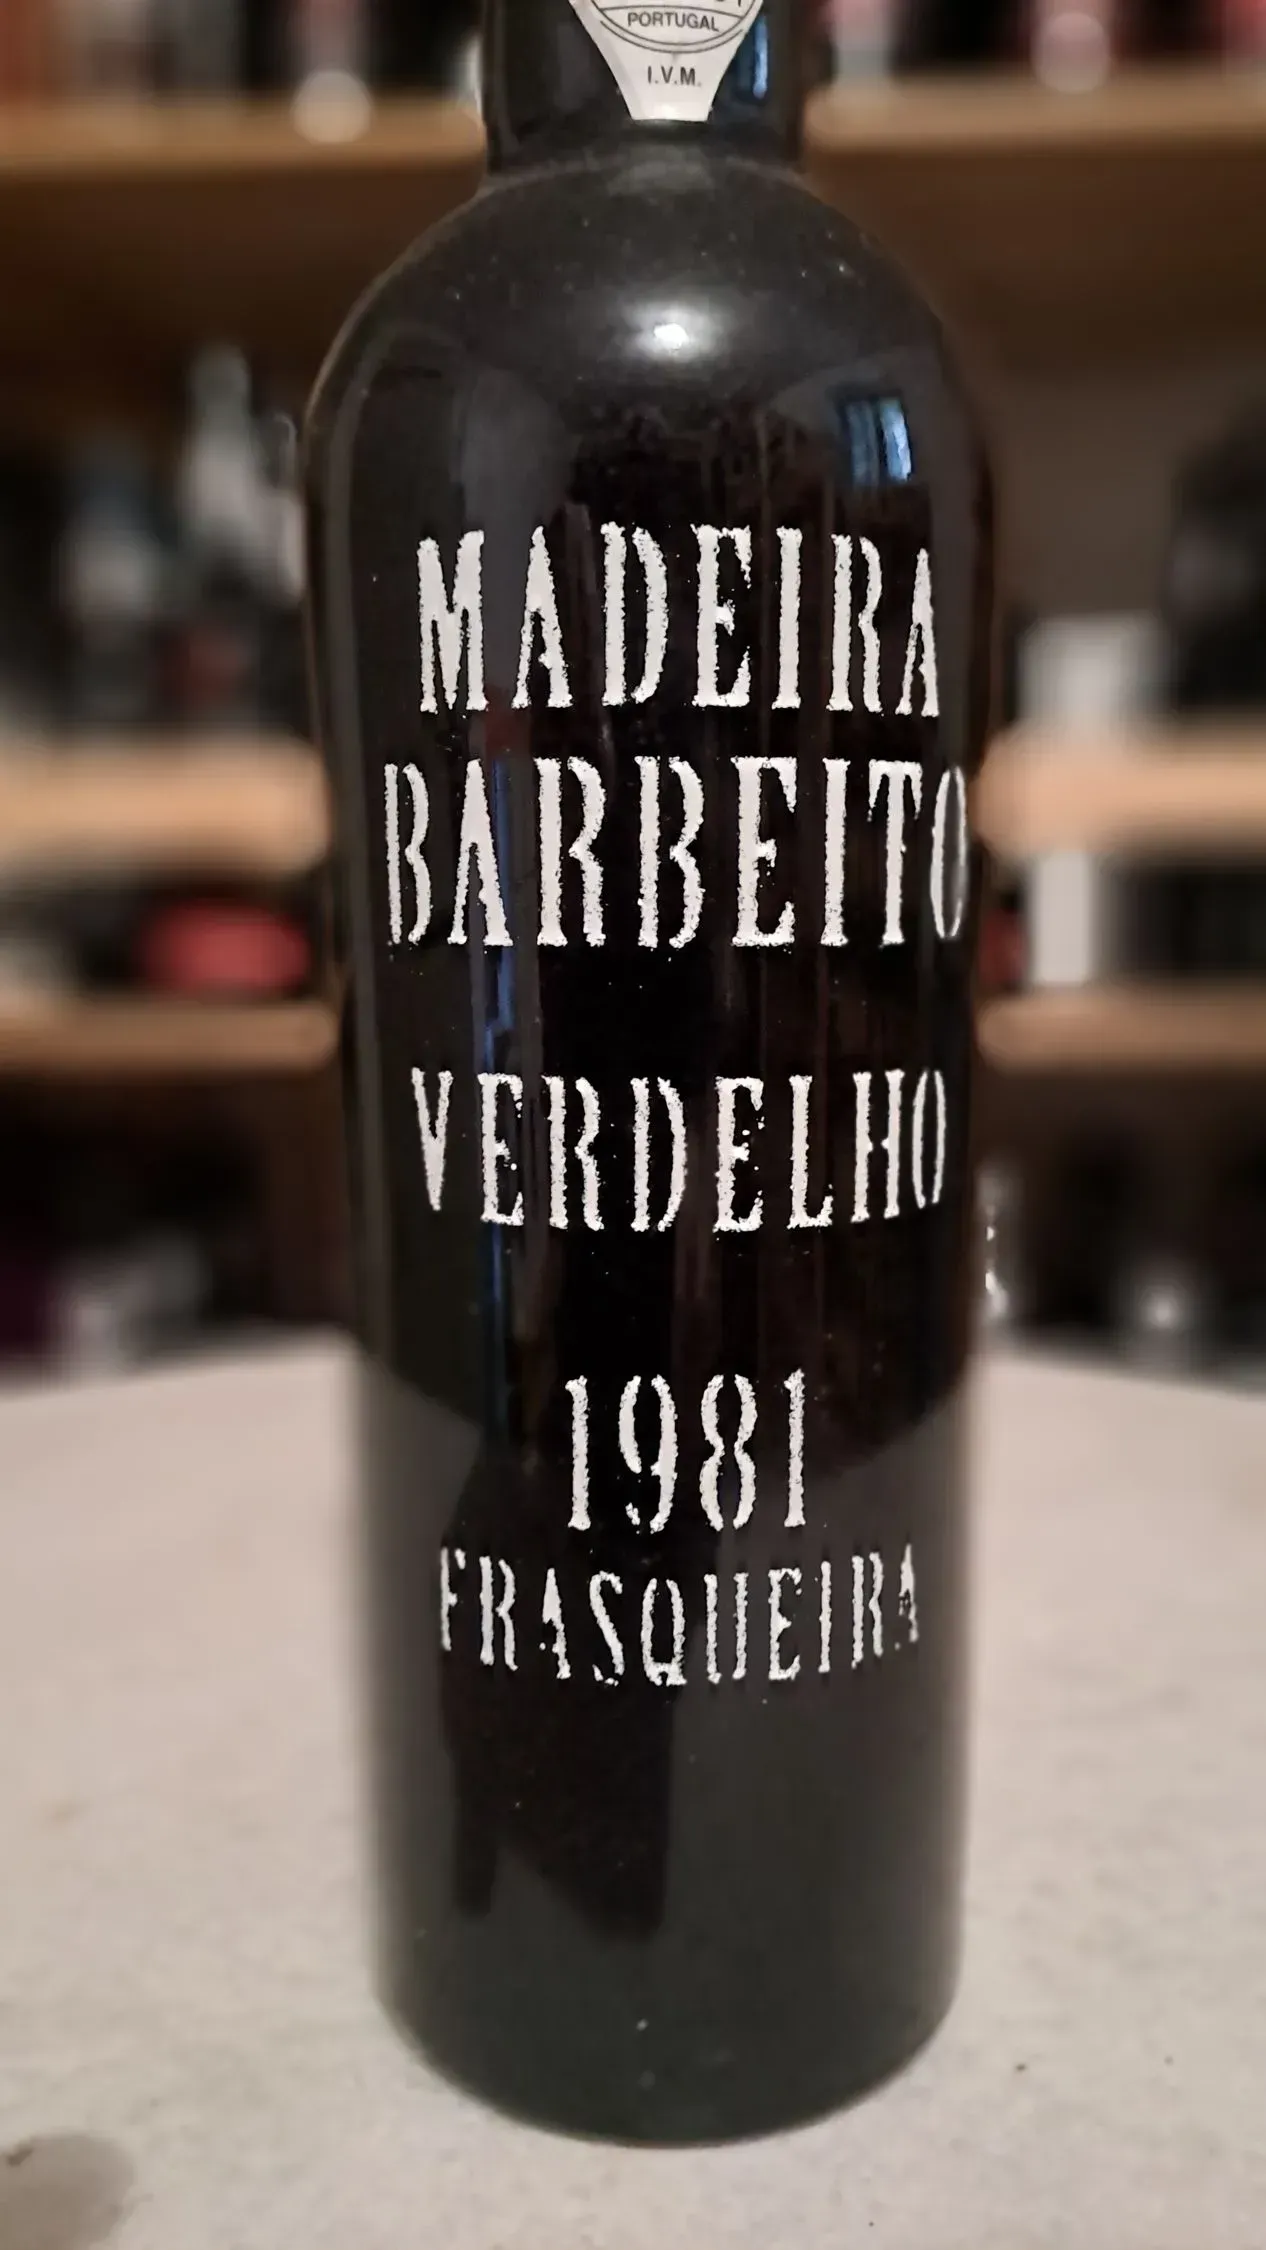 PORTUGAL
I.V.M.
MADEIRA
BARBEITO
VERDELHO
1981
FRASQUEIRA